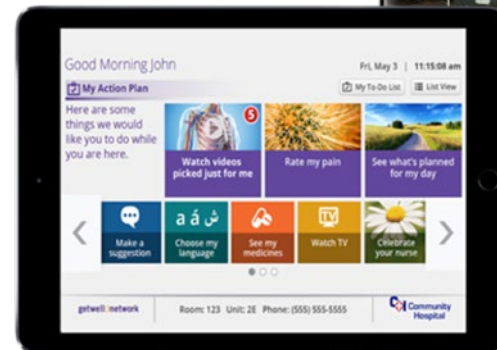 Good Morning John
Fri, May 3 | 11:15:08 am
My Action Plan
My To-Do List
List View
Here are some
things we would
like you to do while
you are here.
5
Watch videos
picked just for me
Rate my pain
See what's planned
for my day
Make a
suggestion
a á ش
Choose my
language
See my
medicines
TV
Watch TV
Celebrate
your nurse
getwell:network
Room: 123 Unit: 2E Phone: (555) 555-5555
Community
Hospital